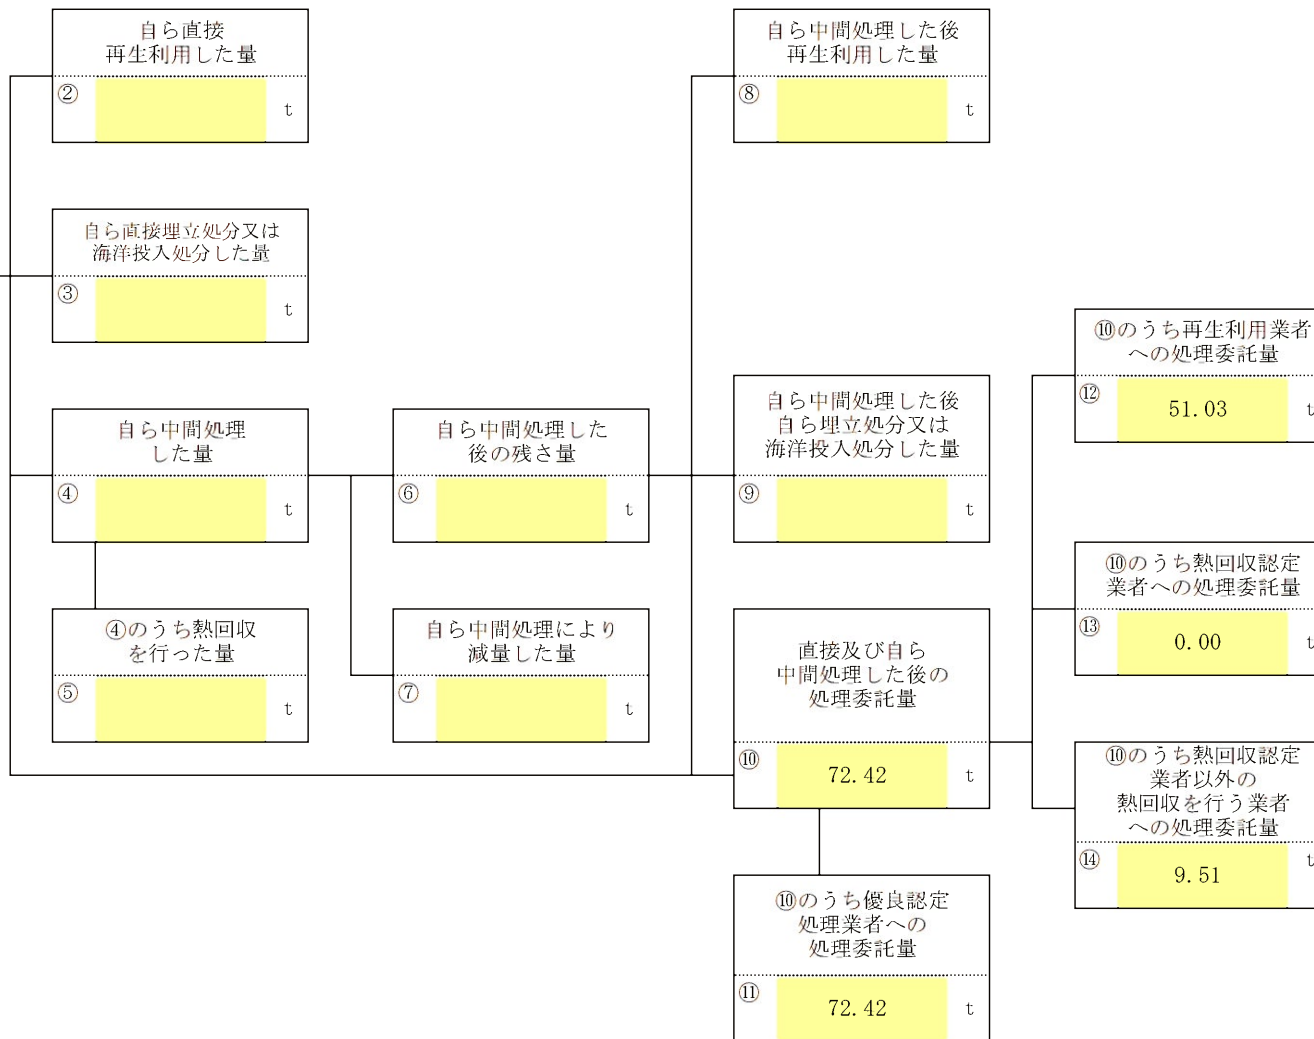 自ら直接
再生利用した量
②
t
自ら中間処理した後
再生利用した量
⑧
t
自ら直接埋立処分又は
海洋投入処分した量
③
t
⑩のうち再生利用業者
への処理委託量
⑫
51.03
t
自ら中間処理
した量
④
t
自ら中間処理した
後の残さ量
⑥
t
自ら中間処理した後
自ら埋立処分又は
海洋投入処分した量
⑨
t
⑩のうち熱回収認定
業者への処理委託量
⑬
0.00
t
④のうち熱回収
を行った量
⑤
t
自ら中間処理により
減量した量
⑦
t
直接及び自ら
中間処理した後の
処理委託量
⑩
72.42
t
⑩のうち熱回収認定
業者以外の
熱回収を行う業者
への処理委託量
⑭
9.51
t
⑩のうち優良認定
処理業者への
処理委託量
⑪
72.42
t